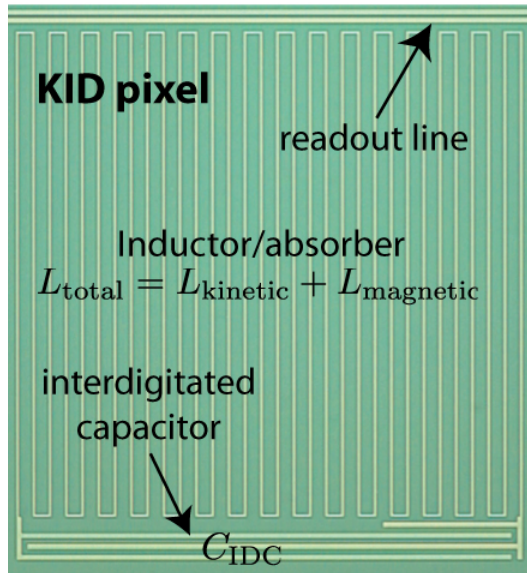 KID pixel
readout line
Inductor/absorber
L_total = L_kinetic + L_magnetic
interdigitated
capacitor
C_IDC